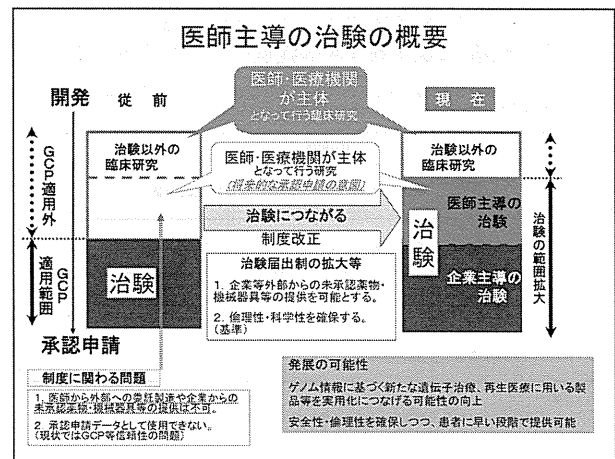 医師主導の治験の概要
医師・医療機関
が主体
となって行う臨床研究
開発
従前
現在
治験以外の
臨床研究
治験以外の
臨床研究
医師・医療機関が主体
となって行う研究
(将来的な承認申請の意図)
GCP適用外
医師主導の
治験
治験につながる
制度改正
治験
治験の範囲拡大
GCP
適用範囲
治験
治験届出制の拡大等
1. 企業等外部からの未承認薬物・
機械器具等の提供を可能とする。
2. 倫理性・科学性を確保する。
(基準)
企業主導の
治験
承認申請
制度に関わる問題
1. 医師から外部への委託製造や企業からの
未承認薬物・機械器具等の提供は不可。
2. 承認申請データとして使用できない。
(現状ではGCP等信頼性の問題)
発展の可能性
ゲノム情報に基づく新たな遺伝子治療、再生医療に用いる製
品等を実用化につなげる可能性の向上
安全性・倫理性を確保しつつ、患者に早い段階で提供可能